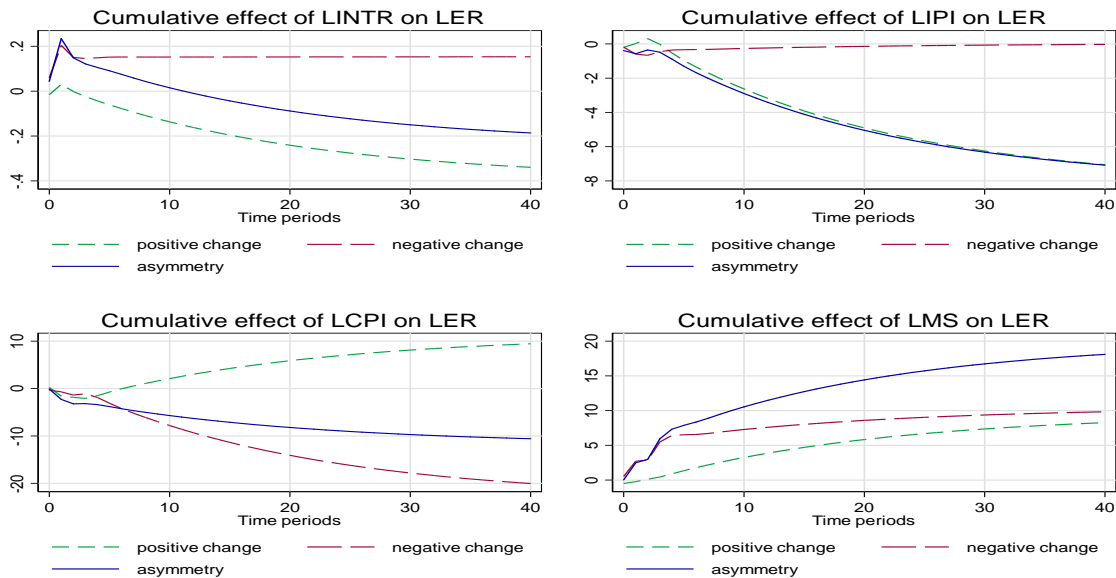 Cumulative effect of LINTR on LER
.2
0
-.2
-.4
0 10 20 30 40
Time periods
positive change negative change
asymmetry
Cumulative effect of LIPI on LER
0
-2
-4
-6
-8
0 10 20 30 40
Time periods
positive change negative change
asymmetry
Cumulative effect of LCPI on LER
10
0
-10
-20
0 10 20 30 40
Time periods
positive change negative change
asymmetry
Cumulative effect of LMS on LER
20
15
10
5
0
0 10 20 30 40
Time periods
positive change negative change
asymmetry